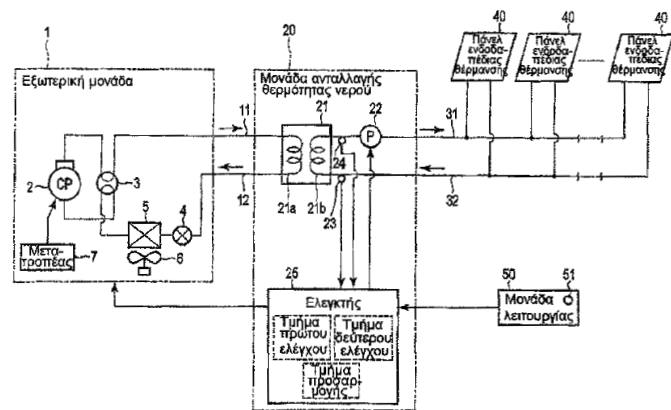 1
Εξωτερική μονάδα
2
CP
3
4
5
6
Μετα-
τροπέας
7
11
12
20
Μονάδα ανταλλαγής
θερμότητας νερού
21
21a
21b
22
P
23
24
25
Ελεγκτής
Τμήμα
πρώτου
ελέγχου
Τμήμα
δεύτερου
ελέγχου
Τμήμα
προσαρ-
μογής
31
32
40
Πάνελ
ενδοδα-
πέδιας
θέρμανσης
40
Πάνελ
ενδοδα-
πέδιας
θέρμανσης
40
Πάνελ
ενδοδα-
πέδιας
θέρμανσης
50
51
Μονάδα
λειτουργίας